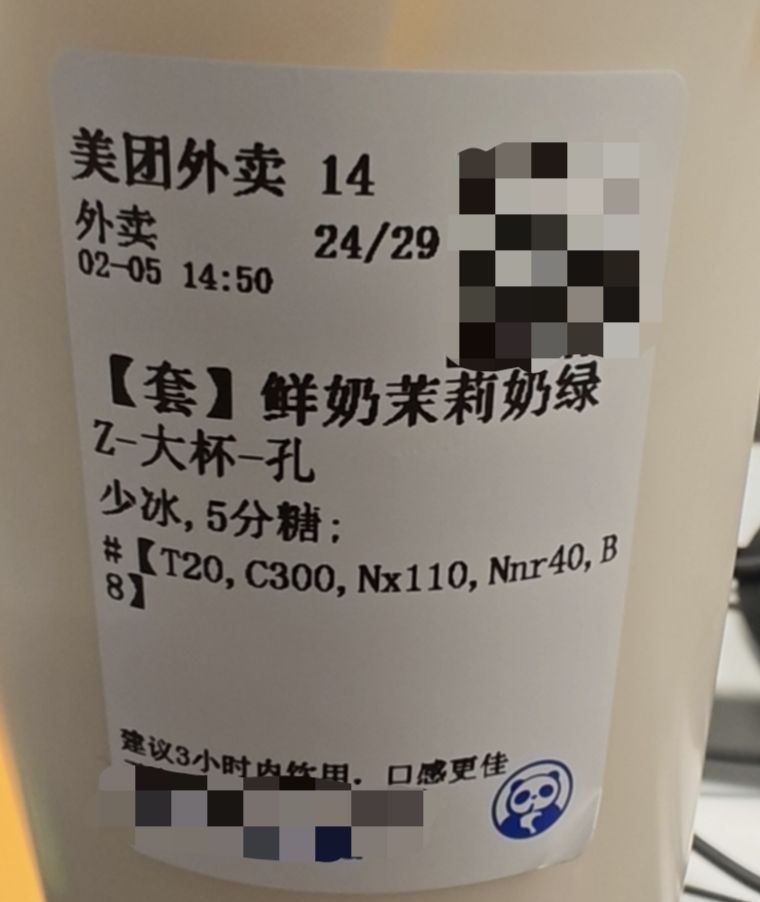 美团外卖 14
外卖 24/29
02-05 14:50
【套】鲜奶茉莉奶绿
Z-大杯-孔
少冰,5分糖;
#【T20,C300,Nx110,Nnr40,B
8】
建议3小时内饮用，口感更佳